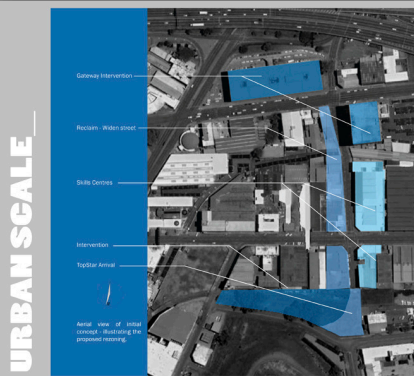 URBAN SCALE_
Gateway Intervention
Reclaim - Widen street
Skills Centres
Intervention
TopStar Arrival
Aerial view of initial
concept - illustrating the
proposed rezoning.